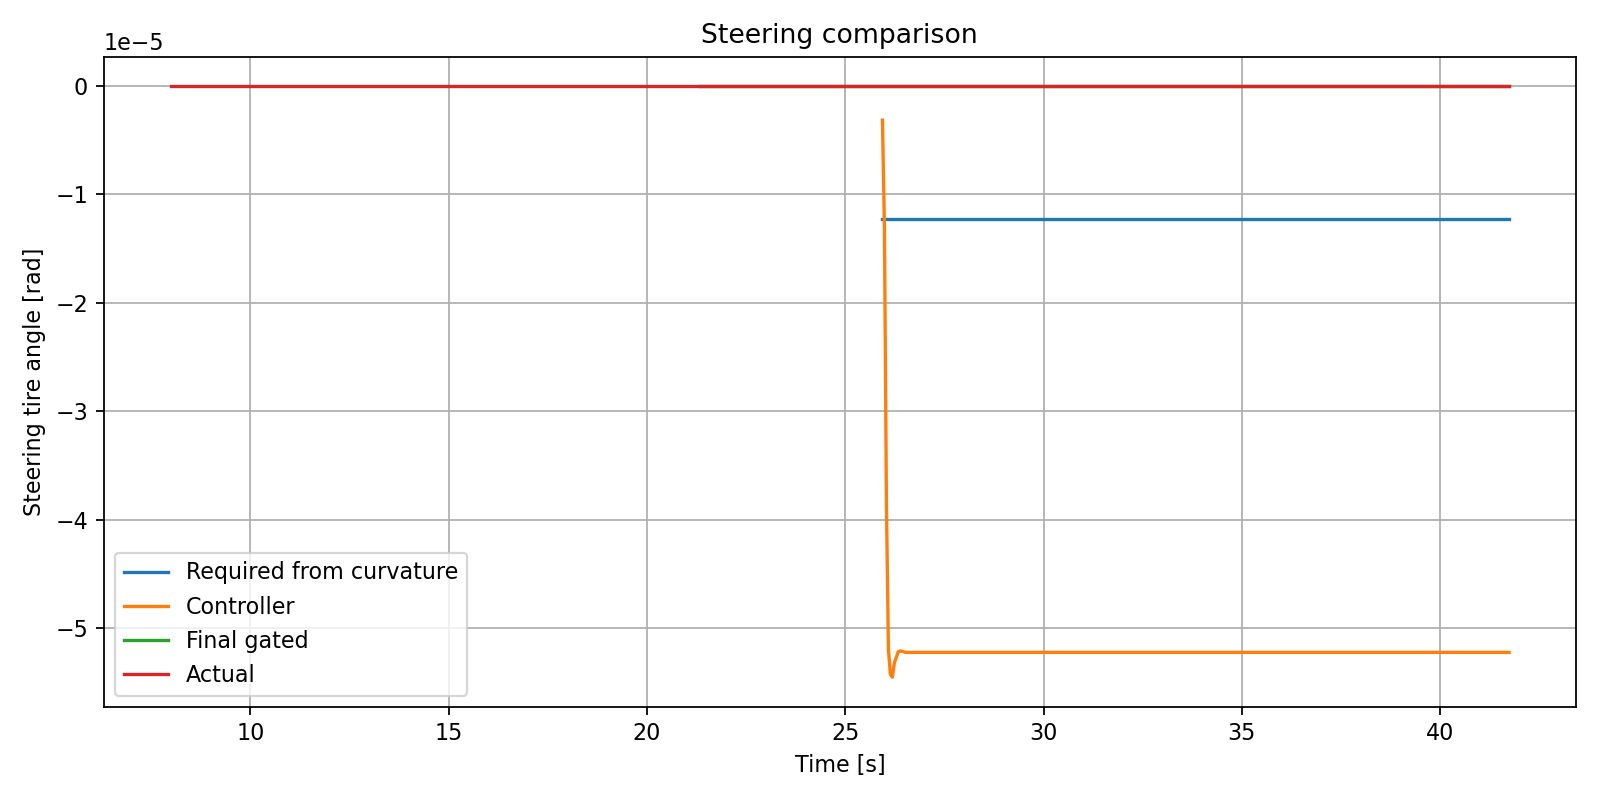 Steering comparison
1e−5
0
−1
−2
−3
−4
−5
Steering tire angle [rad]
Required from curvature
Controller
Final gated
Actual
10
15
20
25
30
35
40
Time [s]